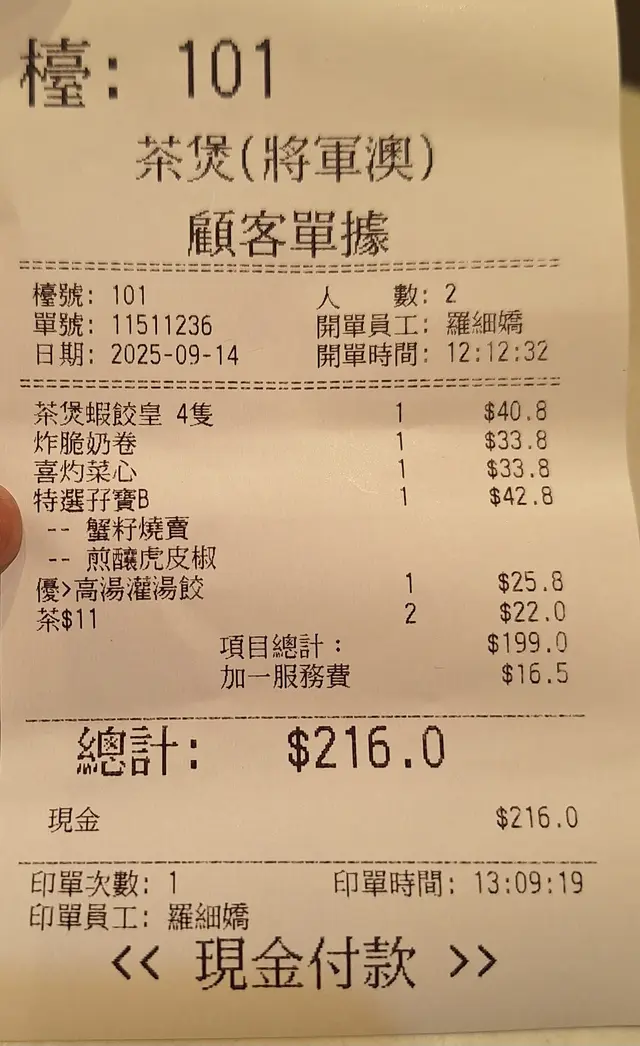 檯: 101
茶煲(將軍澳)
顧客單據
檯號: 101 人 數: 2
單號: 11511236 開單員工: 羅細嬌
日期: 2025-09-14 開單時間: 12:12:32
茶煲蝦餃皇 4隻 1 $40.8
炸脆奶卷 1 $33.8
喜灼菜心 1 $33.8
特選孖寶B 1 $42.8
-- 蟹籽燒賣
-- 煎釀虎皮椒
優>高湯灌湯餃 1 $25.8
茶$11 2 $22.0
項目總計: $199.0
加一服務費 $16.5
總計: $216.0
現金 $216.0
印單次數: 1 印單時間: 13:09:19
印單員工: 羅細嬌
<< 現金付款 >>